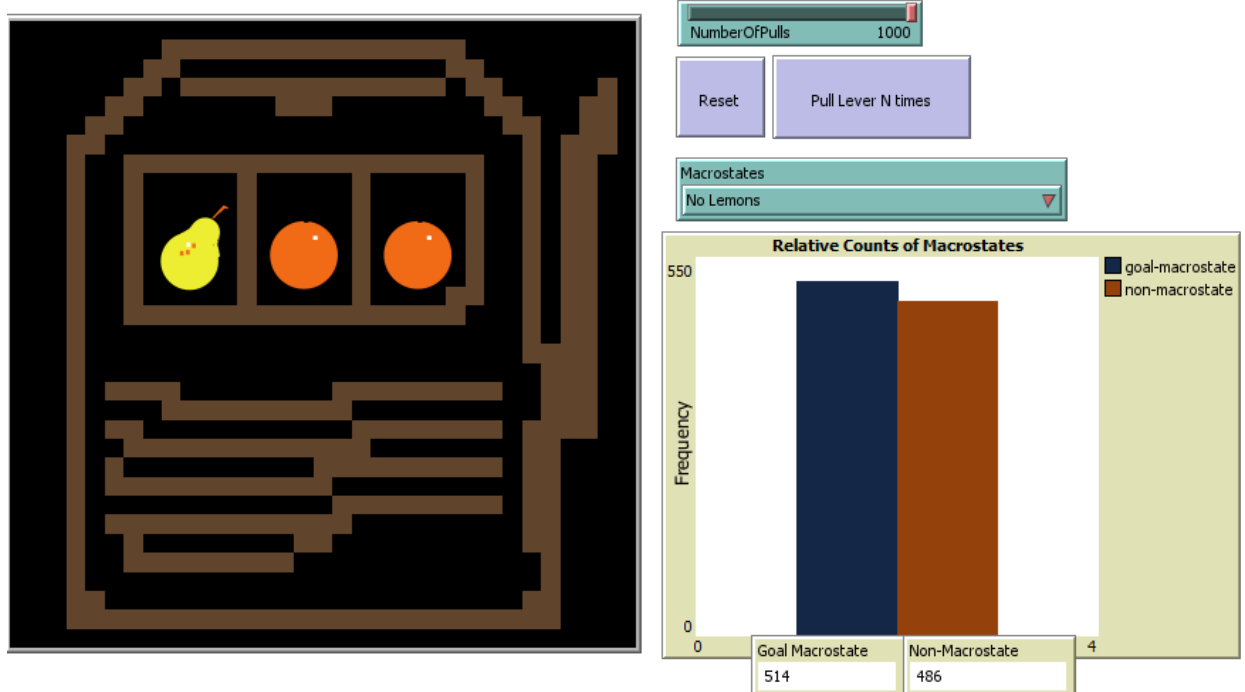 NumberOfPulls 1000
Reset
Pull Lever N times
Macrostates
No Lemons
Relative Counts of Macrostates
550
goal-macrostate
non-macrostate
Frequency
0
0 4
Goal Macrostate Non-Macrostate
514 486